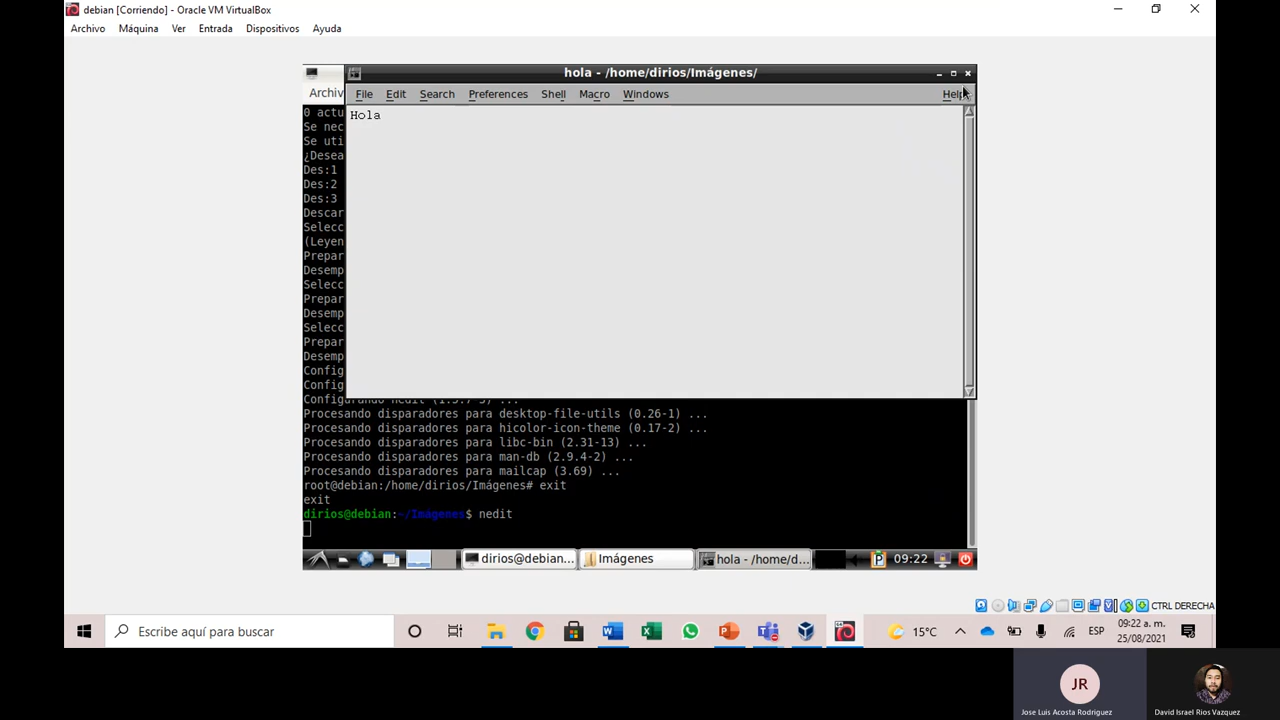 debian [Corriendo] - Oracle VM VirtualBox
Archivo Máquina Ver Entrada Dispositivos Ayuda
hola - /home/dirios/Imágenes/
Archiv
File Edit Search Preferences Shell Macro Windows Help
Hola
0 actu
Se nec
Se uti
¿Desea
Des:1
Des:2
Des:3
Descar
Selecc
(Leyen
Prepar
Desemp
Selecc
Prepar
Desemp
Selecc
Prepar
Desemp
Config
Config
Configurando nedit (1:5.7-3) ...
Procesando disparadores para desktop-file-utils (0.26-1) ...
Procesando disparadores para hicolor-icon-theme (0.17-2) ...
Procesando disparadores para libc-bin (2.31-13) ...
Procesando disparadores para man-db (2.9.4-2) ...
Procesando disparadores para mailcap (3.69) ...
root@debian:/home/dirios/Imágenes# exit
exit
dirios@debian:~/Imágenes$ nedit
dirios@debian... Imágenes hola - /home/d... 09:22
CTRL DERECHA
Escribe aquí para buscar
15°C
ESP
09:22 a. m.
25/08/2021
JR
Jose Luis Acosta Rodriguez
David Israel Rios Vazquez